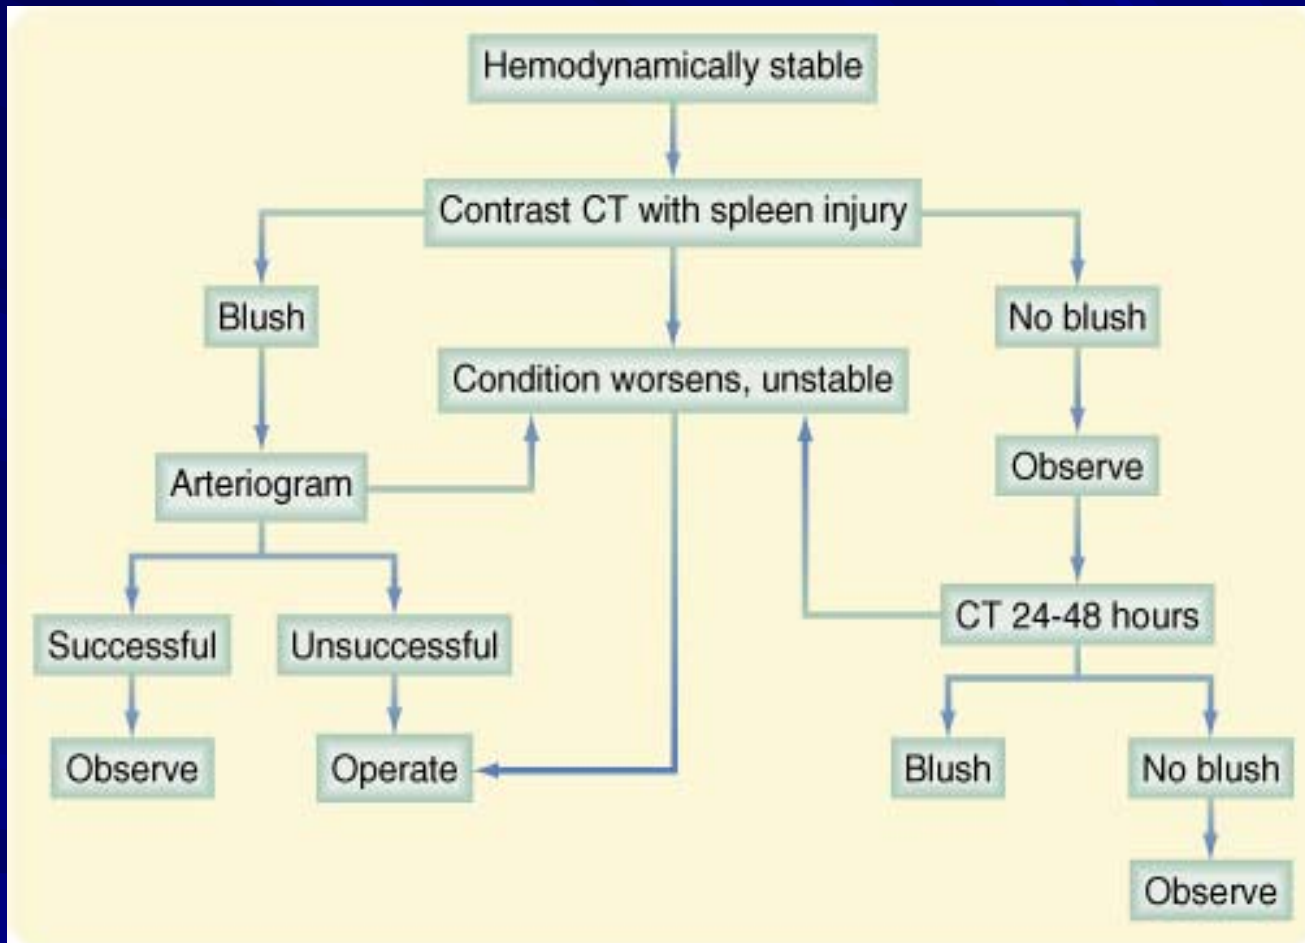 Hemodynamically stable
Contrast CT with spleen injury
Blush
No blush
Condition worsens, unstable
Observe
Arteriogram
CT 24-48 hours
Successful
Unsuccessful
Observe
Operate
Blush
No blush
Observe